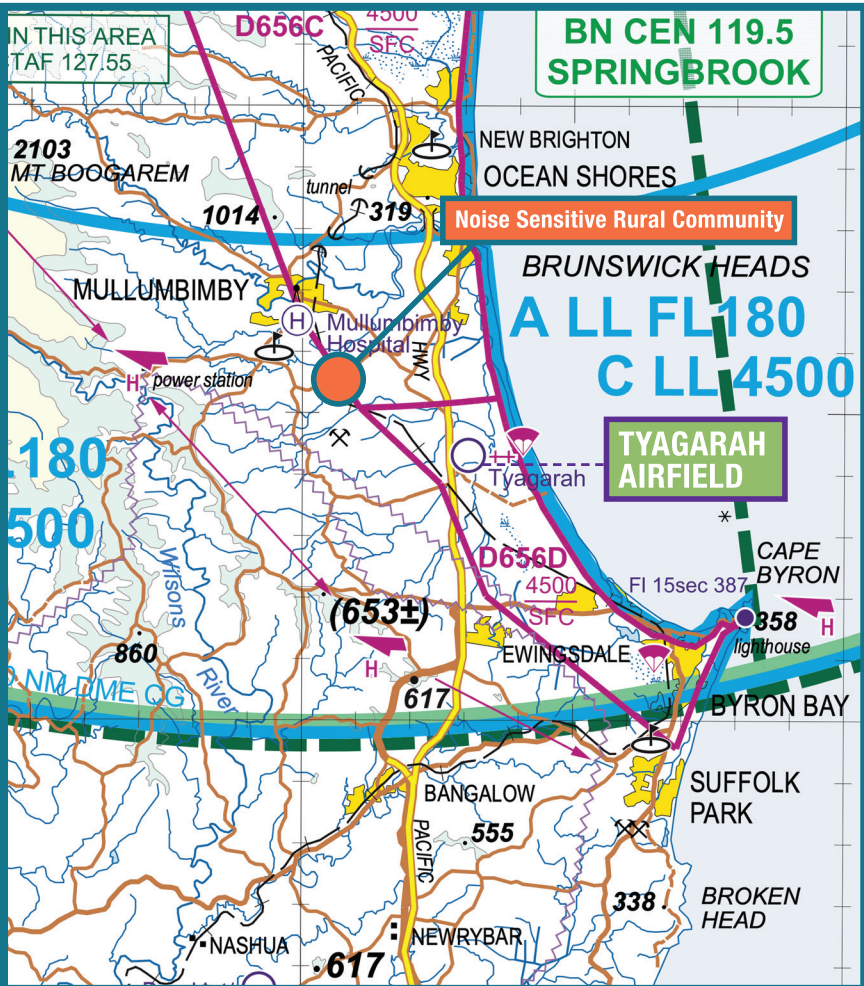 D656C
4500
SFC
IN THIS AREA
TAF 127.55
BN CEN 119.5
SPRINGBROOK
PACIFIC
2103
MT BOOGAREM
NEW BRIGHTON
OCEAN SHORES
tunnel
319
1014
Noise Sensitive Rural Community
BRUNSWICK HEADS
MULLUMBIMBY
A LL FL180
C LL 4500
H
Mullumbimby
Hospital
HWY
H
power station
TYAGARAH
AIRFIELD
180
500
Tyagarah
Wilsons
River
D656D
4500
SFC
FI 15sec 387
CAPE
BYRON
(653±)
358
lighthouse
H
860
EWINGSDALE
H
NM DME CG
617
BYRON BAY
BANGALOW
SUFFOLK
PARK
PACIFIC
555
338
BROKEN
HEAD
NASHUA
NEWRYBAR
617